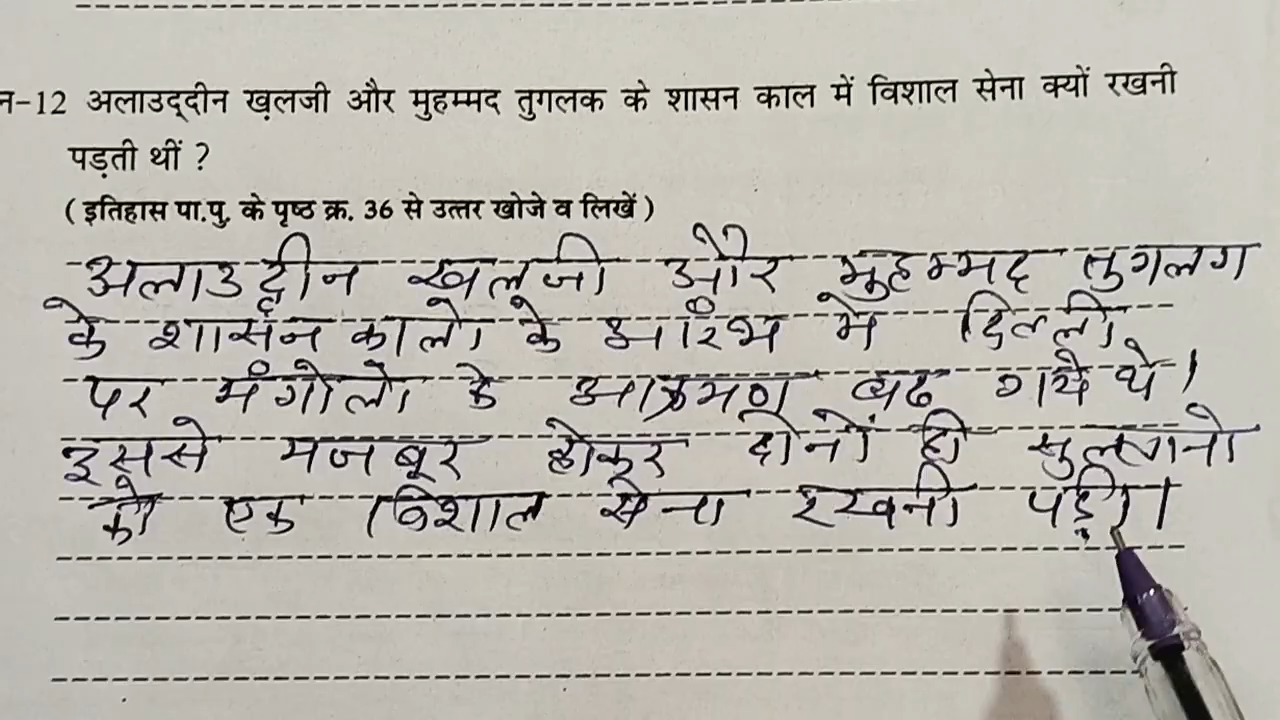 न-12 अलाउद्दीन ख़लजी और मुहम्मद तुगलक के शासन काल में विशाल सेना क्यों रखनी
पड़ती थीं ?
( इतिहास पा.पु. के पृष्ठ क्र. 36 से उत्तर खोजे व लिखें )
अलाउद्दीन खलजी और मुहम्मद तुगलग
के शासन कालो के आरंभ मे दिल्ली
पर मंगोलो के आक्रमण बढ गये थे।
इससे मजबूर होकर दोनों ही सुल्तानो
को एक विशाल सेना रखनी पड़ी।